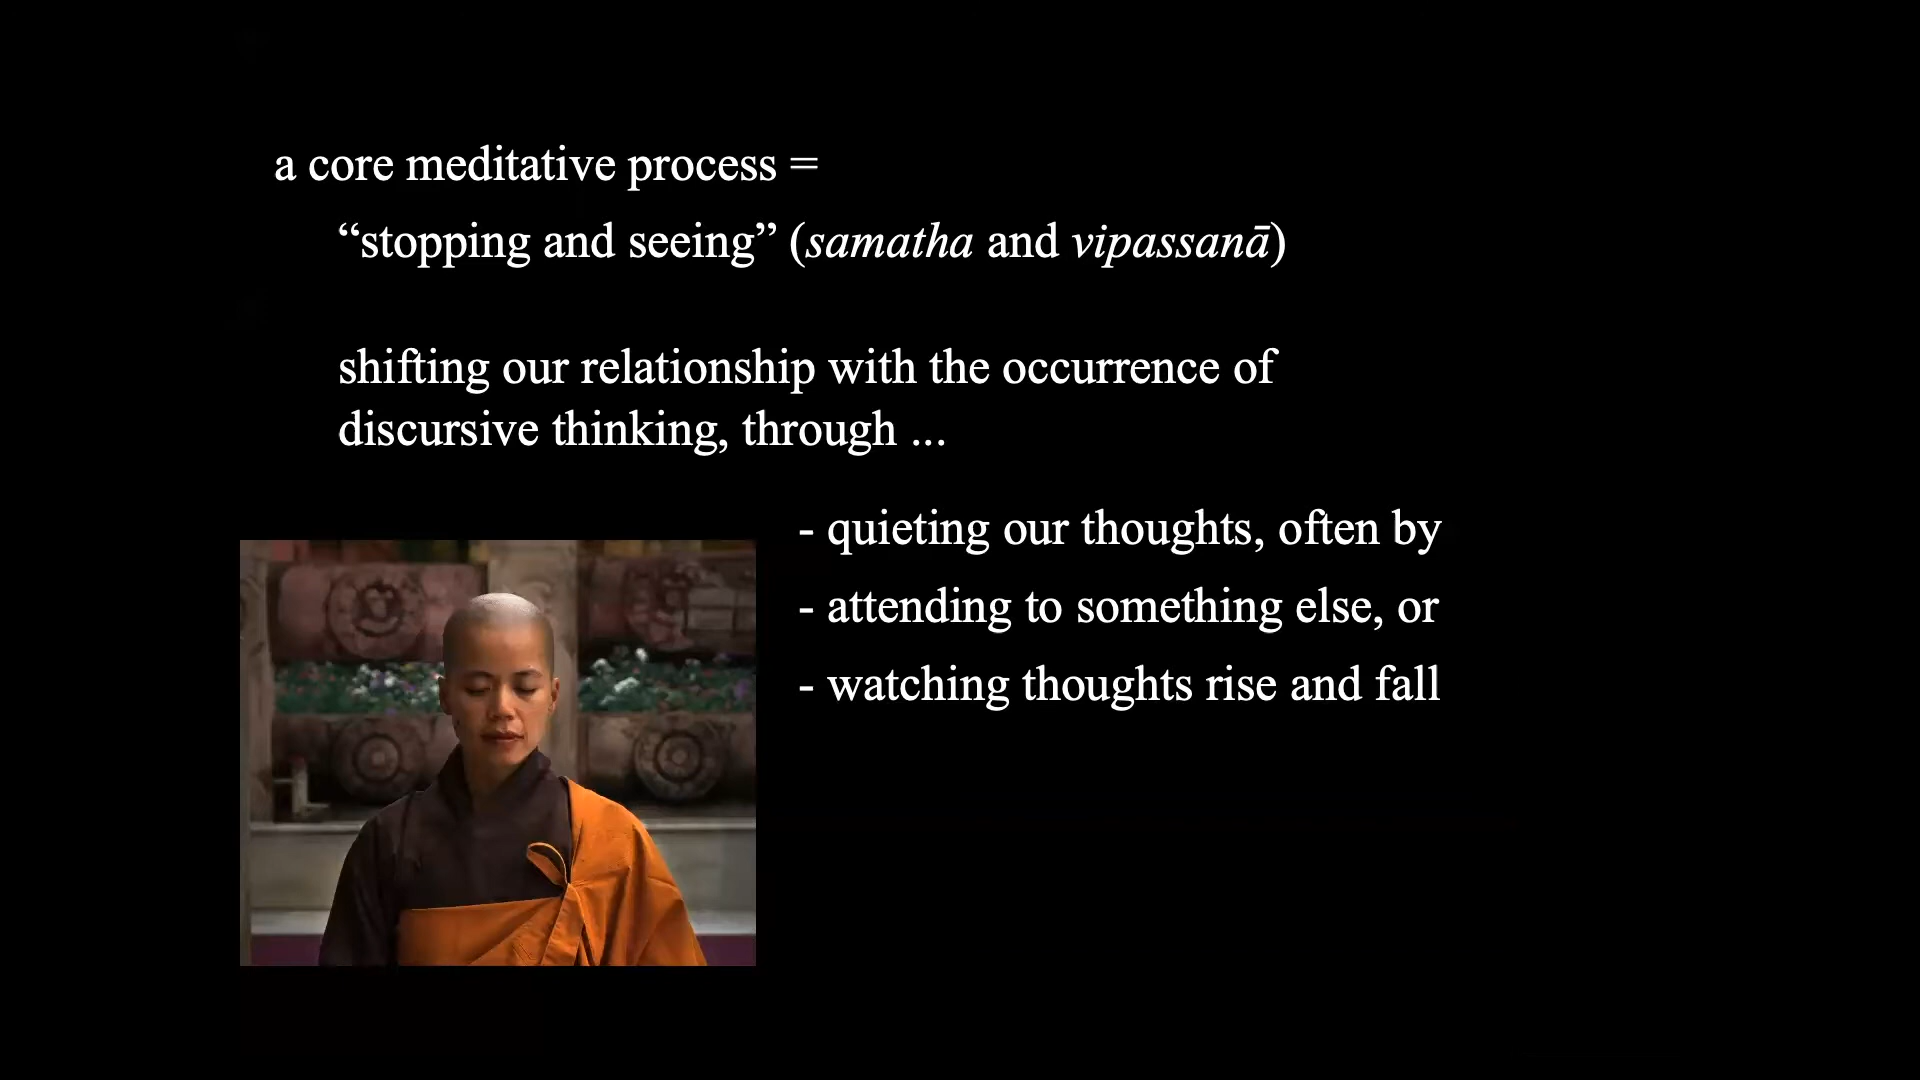 a core meditative process =
“stopping and seeing” (samatha and vipassanā)
shifting our relationship with the occurrence of
discursive thinking, through ...
- quieting our thoughts, often by
- attending to something else, or
- watching thoughts rise and fall